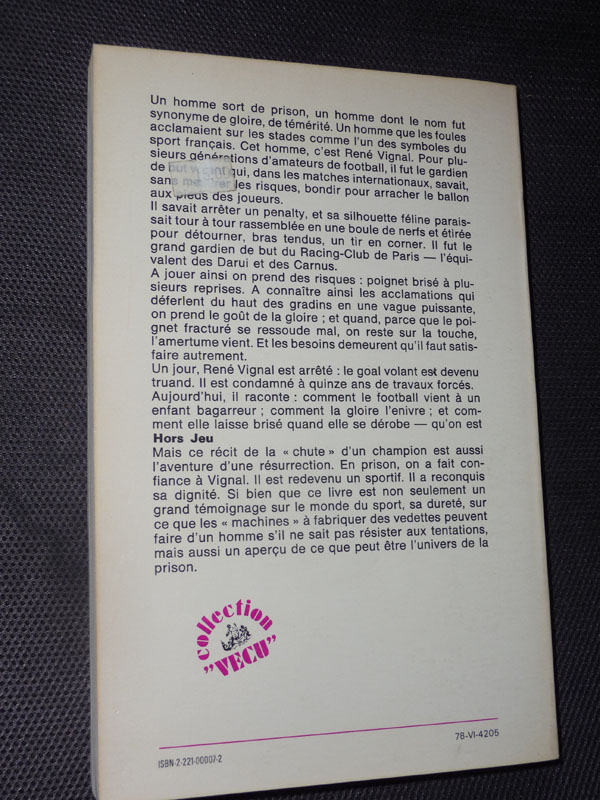 Un homme sort de prison, un homme dont le nom fut
synonyme de gloire, de témérité. Un homme que les foules
acclamaient sur les stades comme l'un des symboles du
sport français. Cet homme, c'est René Vignal. Pour plu-
sieurs générations d'amateurs de football, il fut le gardien
de but vigilant qui, dans les matches internationaux, savait,
sans mesurer les risques, bondir pour arracher le ballon
aux pieds des joueurs.
Il savait arrêter un penalty, et sa silhouette féline parais-
sait tour à tour rassemblée en une boule de nerfs et étirée
pour détourner, bras tendus, un tir en corner. Il fut le
grand gardien de but du Racing-Club de Paris — l'équi-
valent des Darui et des Carnus.
A jouer ainsi on prend des risques : poignet brisé à plu-
sieurs reprises. A connaître ainsi les acclamations qui
déferlent du haut des gradins en une vague puissante,
on prend le goût de la gloire ; et quand, parce que le poi-
gnet fracturé se ressoude mal, on reste sur la touche,
l'amertume vient. Et les besoins demeurent qu'il faut satis-
faire autrement.
Un jour, René Vignal est arrêté : le goal volant est devenu
truand. Il est condamné à quinze ans de travaux forcés.
Aujourd'hui, il raconte : comment le football vient à un
enfant bagarreur ; comment la gloire l'enivre ; et com-
ment elle laisse brisé quand elle se dérobe — qu'on est
Hors Jeu
Mais ce récit de la « chute » d'un champion est aussi
l'aventure d'une résurrection. En prison, on a fait con-
fiance à Vignal. Il est redevenu un sportif. Il a reconquis
sa dignité. Si bien que ce livre est non seulement un
grand témoignage sur le monde du sport, sa dureté, sur
ce que les « machines » à fabriquer des vedettes peuvent
faire d'un homme s'il ne sait pas résister aux tentations,
mais aussi un aperçu de ce que peut être l'univers de la
prison.
collection
"VECU"
ISBN-2-221-00007-2
78-VI-4205